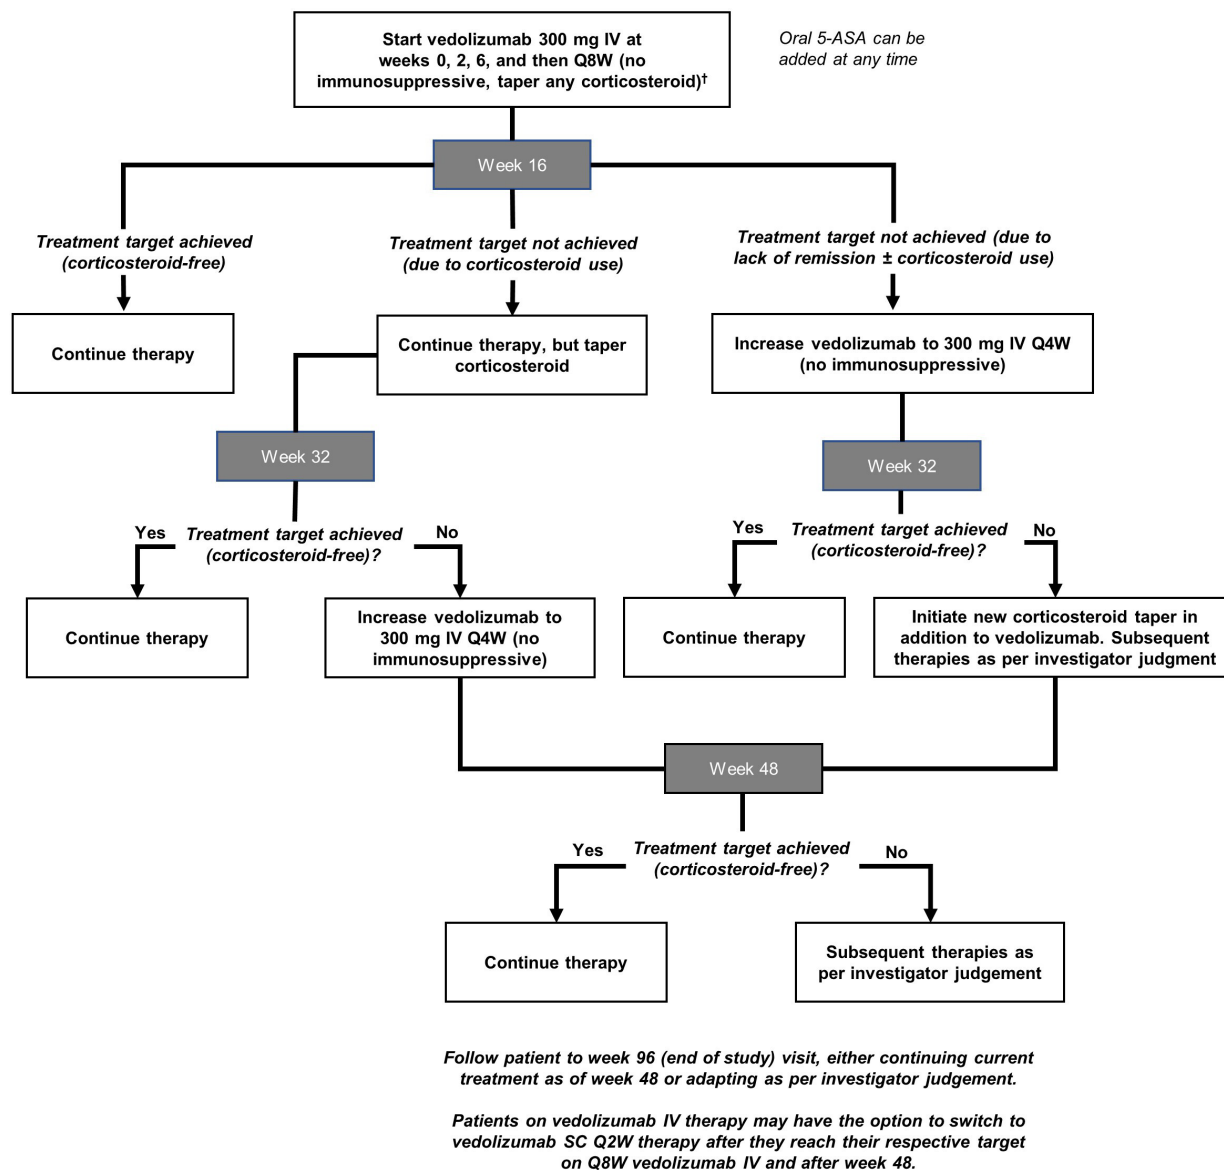 Start vedolizumab 300 mg IV at
weeks 0, 2, 6, and then Q8W (no
immunosuppressive, taper any corticosteroid)†
Oral 5-ASA can be
added at any time
Week 16
Treatment target achieved
(corticosteroid-free)
Treatment target not achieved
(due to corticosteroid use)
Treatment target not achieved (due to
lack of remission ± corticosteroid use)
Continue therapy
Continue therapy, but taper
corticosteroid
Increase vedolizumab to 300 mg IV Q4W
(no immunosuppressive)
Week 32
Week 32
Yes
Treatment target achieved
(corticosteroid-free)?
No
Yes
Treatment target achieved
(corticosteroid-free)?
No
Continue therapy
Increase vedolizumab to
300 mg IV Q4W (no
immunosuppressive)
Continue therapy
Initiate new corticosteroid taper in
addition to vedolizumab. Subsequent
therapies as per investigator judgment
Week 48
Yes
Treatment target achieved
(corticosteroid-free)?
No
Continue therapy
Subsequent therapies as
per investigator judgement
Follow patient to week 96 (end of study) visit, either continuing current
treatment as of week 48 or adapting as per investigator judgement.
Patients on vedolizumab IV therapy may have the option to switch to
vedolizumab SC Q2W therapy after they reach their respective target
on Q8W vedolizumab IV and after week 48.